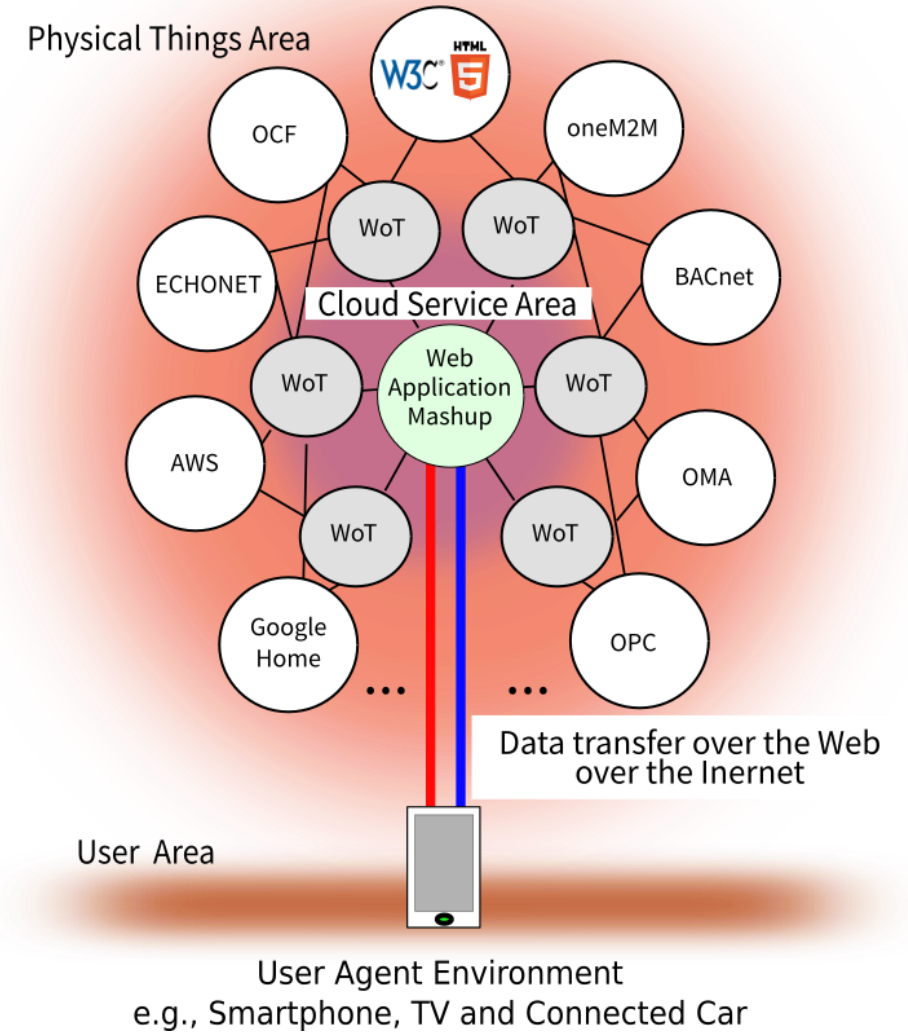 Physical Things Area
W3C®
HTML
5
OCF
oneM2M
WoT
WoT
ECHONET
BACnet
Cloud Service Area
Web
Application
Mashup
WoT
WoT
AWS
OMA
WoT
WoT
Google
Home
OPC
...
...
Data transfer over the Web
over the Inernet
User Area
User Agent Environment
e.g., Smartphone, TV and Connected Car